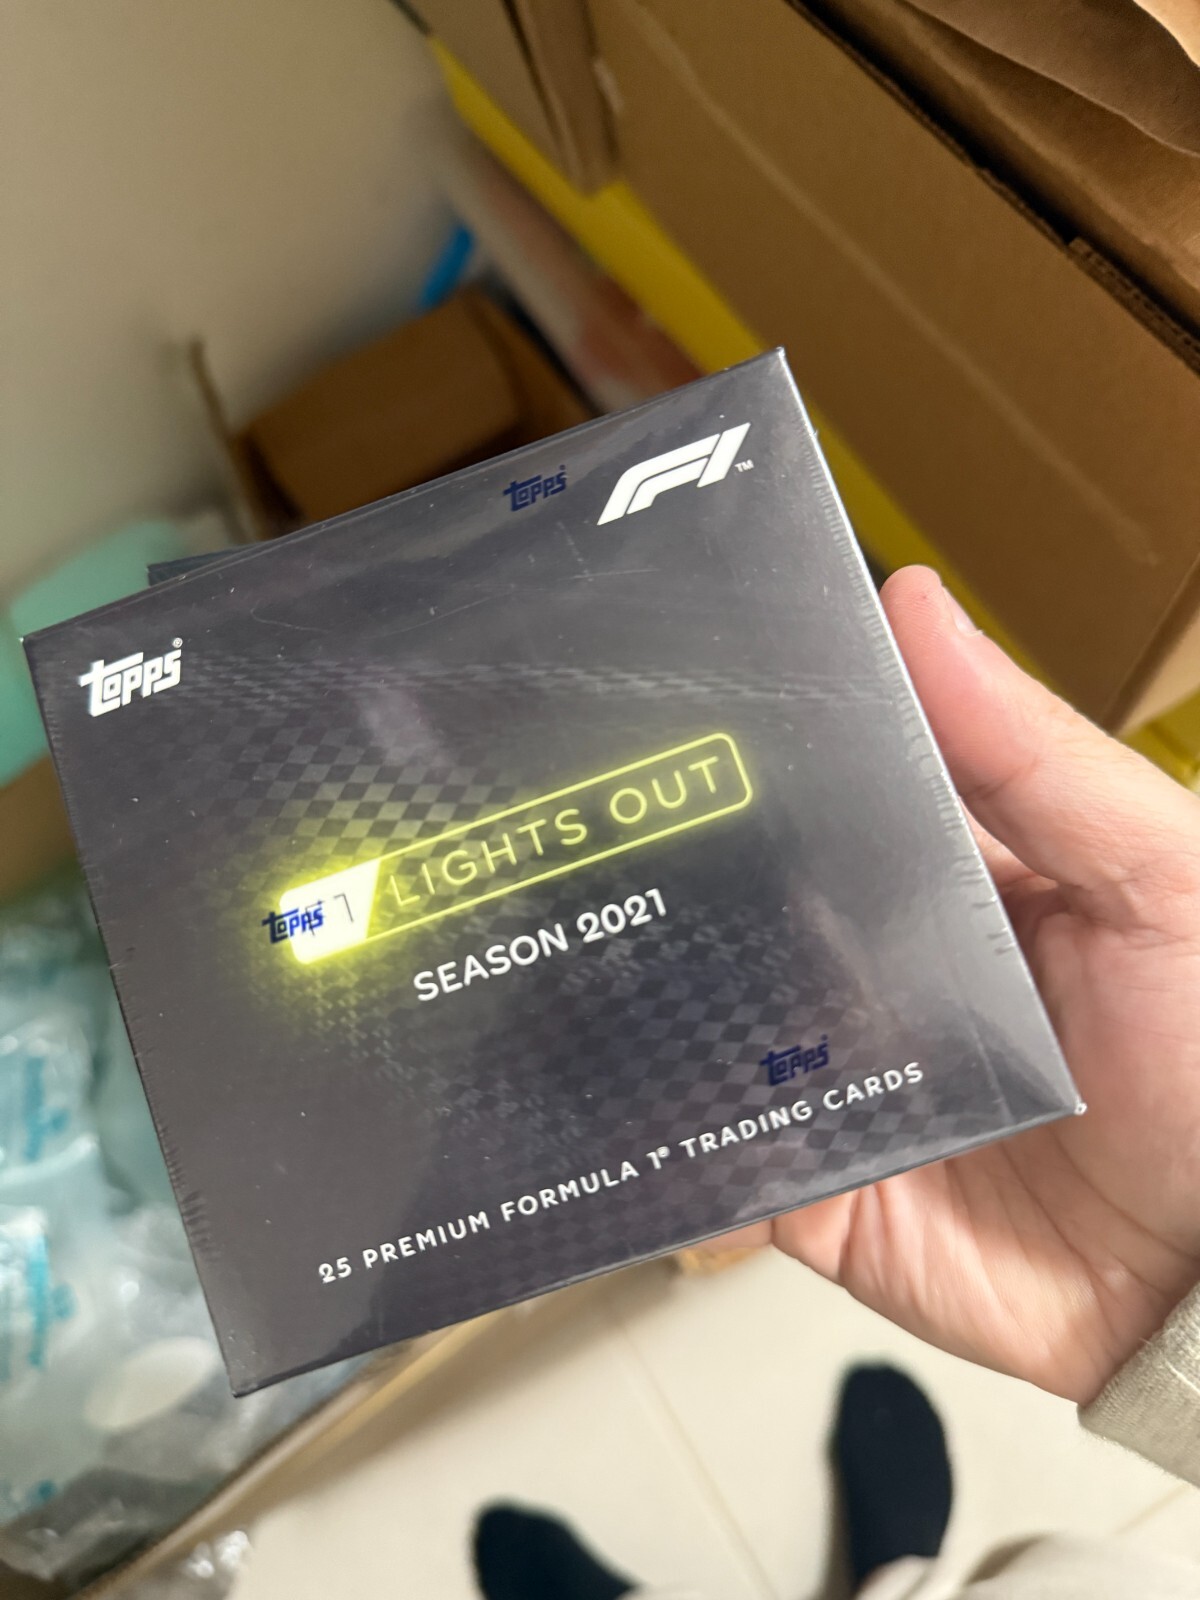 topps®
F1™
topps®
F1 LIGHTS OUT
topps
SEASON 2021
topps®
25 PREMIUM FORMULA 1® TRADING CARDS